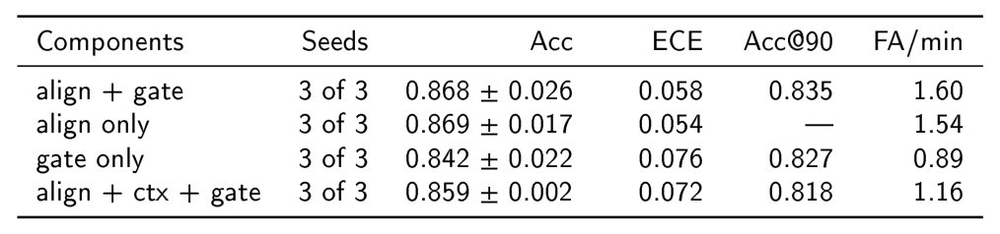 Components Seeds Acc ECE Acc@90 FA/min
align + gate 3 of 3 0.868 ± 0.026 0.058 0.835 1.60
align only 3 of 3 0.869 ± 0.017 0.054 — 1.54
gate only 3 of 3 0.842 ± 0.022 0.076 0.827 0.89
align + ctx + gate 3 of 3 0.859 ± 0.002 0.072 0.818 1.16